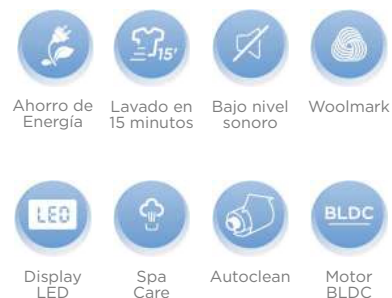 15'
Ahorro de Energía
Lavado en 15 minutos
Bajo nivel sonoro
Woolmark
LED
BLDC
Display LED
Spa Care
Autoclean
Motor BLDC